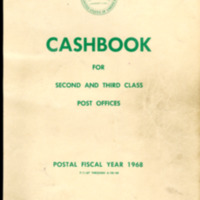 CASHBOOK
FOR
SECOND AND THIRD CLASS
POST OFFICES
POSTAL FISCAL YEAR 1968